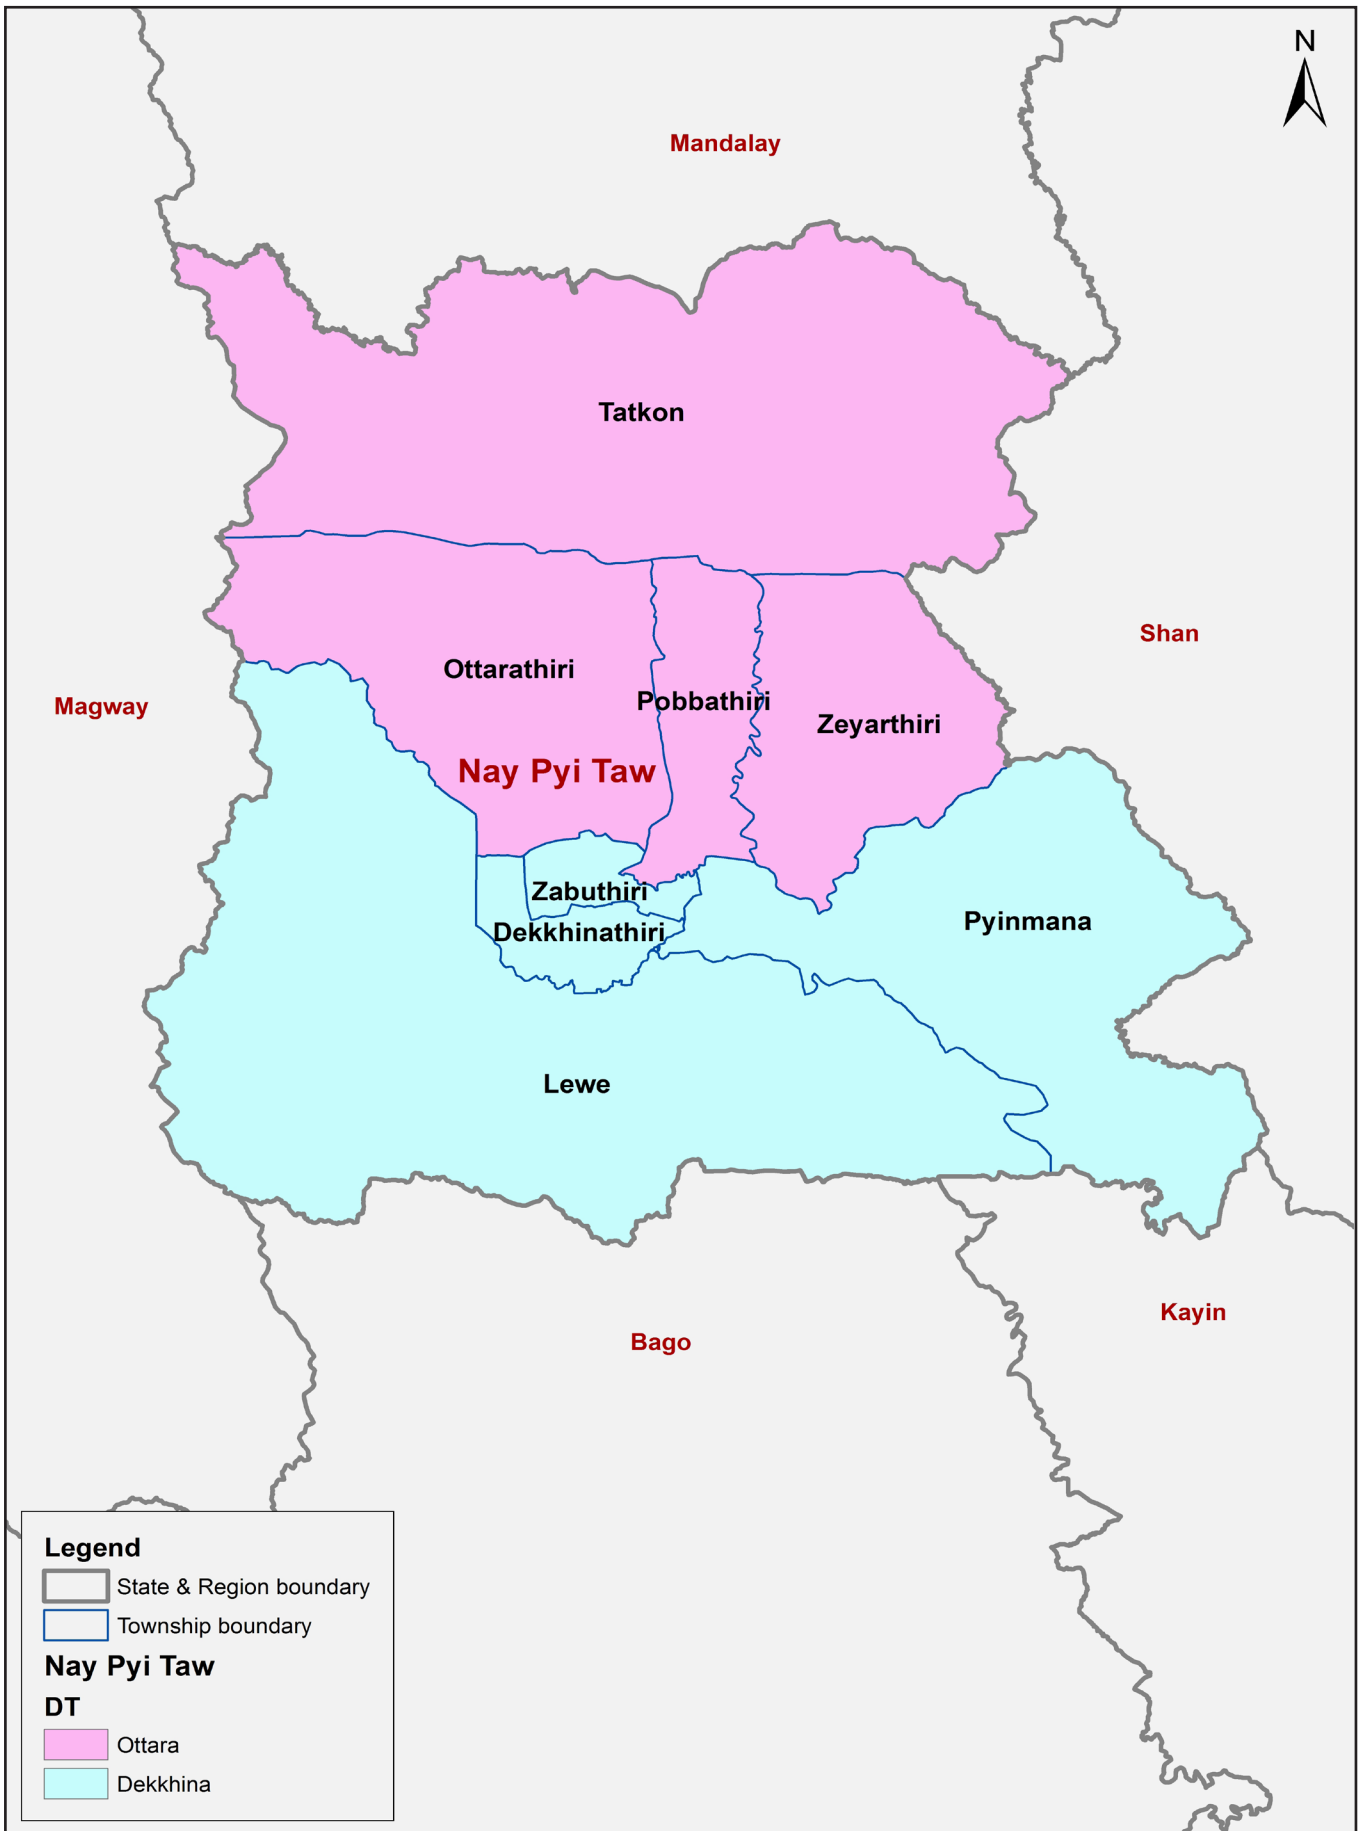 N
Mandalay
Tatkon
Shan
Ottarathiri
Pobbathiri
Magway
Zeyarthiri
Nay Pyi Taw
Zabuthiri
Pyinmana
Dekkhinathiri
Lewe
Kayin
Bago
Legend
State & Region boundary
Township boundary
Nay Pyi Taw
DT
Ottara
Dekkhina